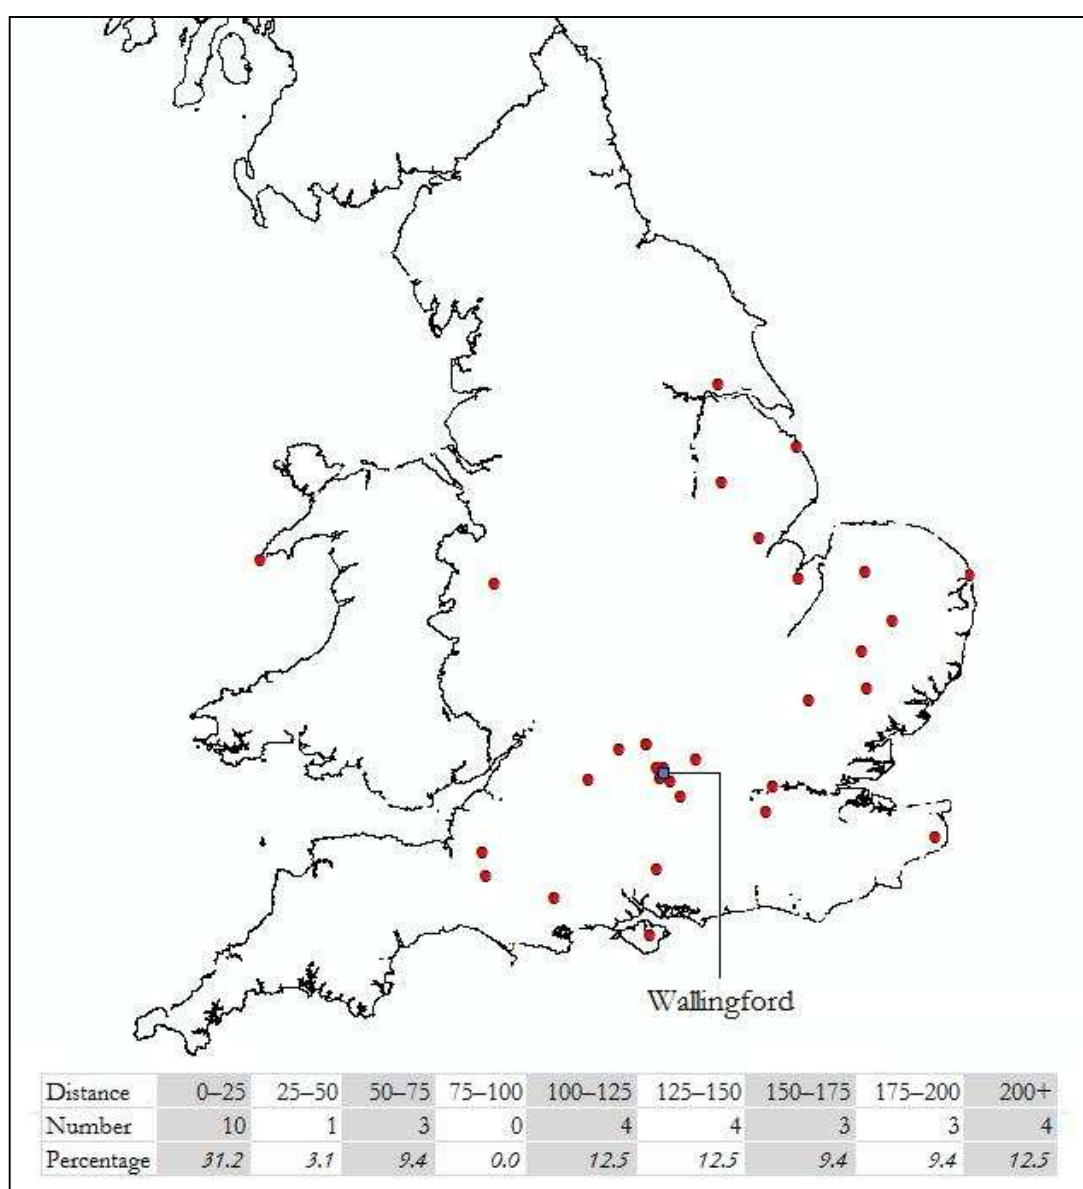 Wallingford
Distance 0–25 25–50 50–75 75–100 100–125 125–150 150–175 175–200 200+
Number 10 1 3 0 4 4 3 3 4
Percentage 31.2 3.1 9.4 0.0 12.5 12.5 9.4 9.4 12.5